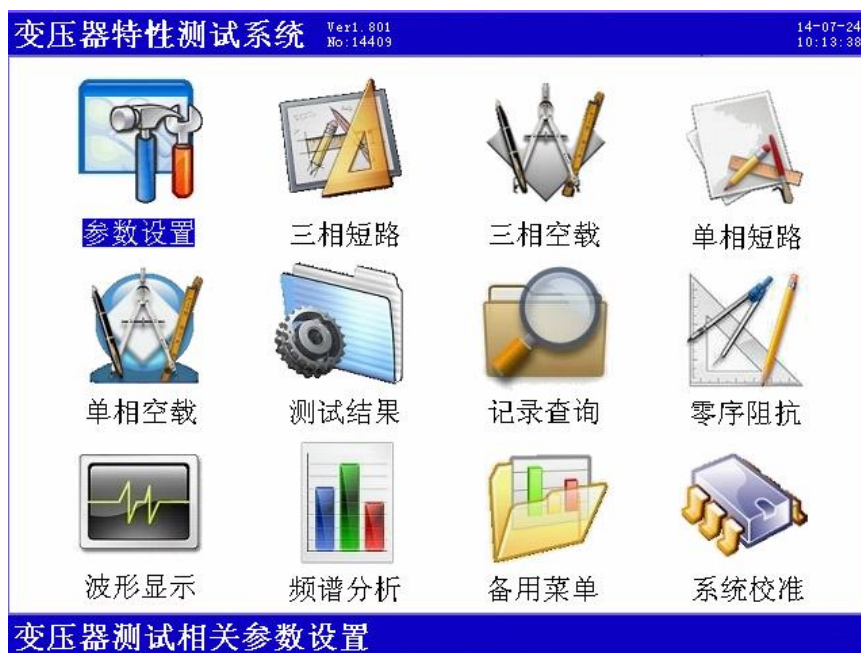 变压器特性测试系统 Ver1.801 14-07-24
No:14409 10:13:38
参数设置 三相短路 三相空载 单相短路
单相空载 测试结果 记录查询 零序阻抗
波形显示 频谱分析 备用菜单 系统校准
变压器测试相关参数设置